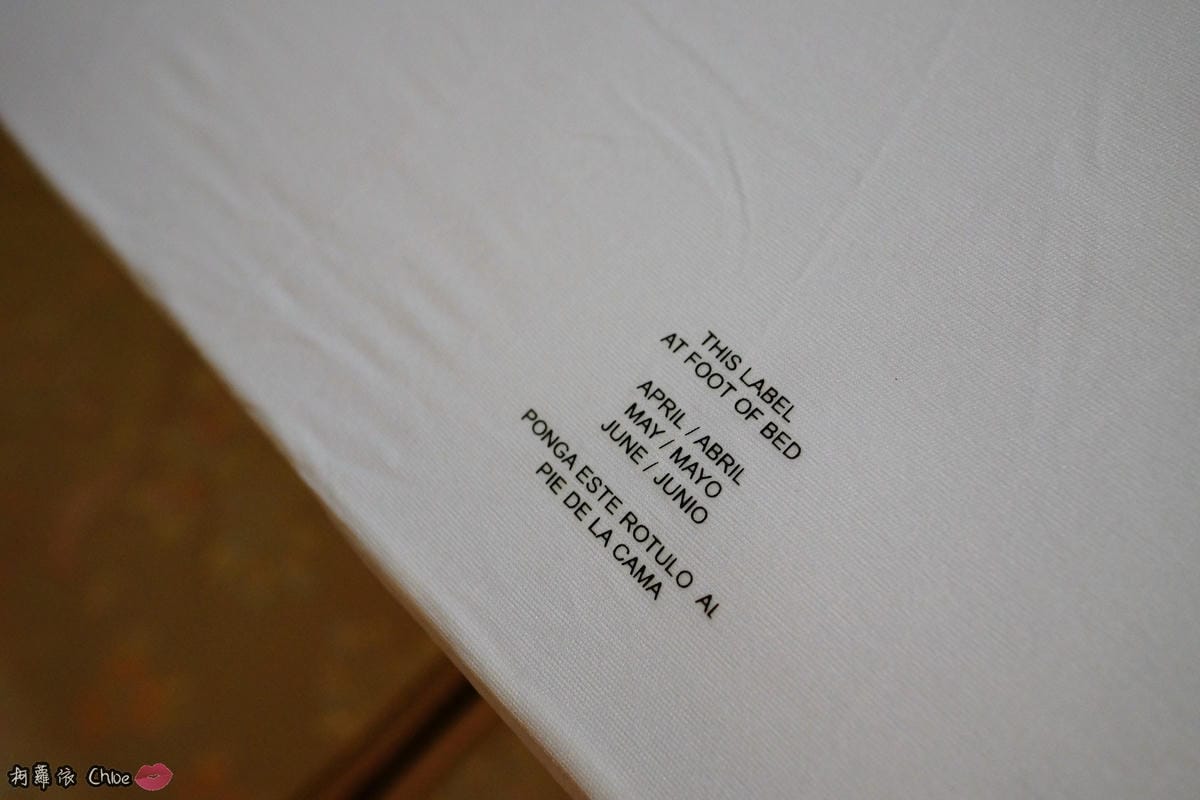 THIS LABEL
AT FOOT OF BED
APRIL / ABRIL
MAY / MAYO
JUNE / JUNIO
PONGA ESTE ROTULO AL
PIE DE LA CAMA
柯蘿依 Chloe